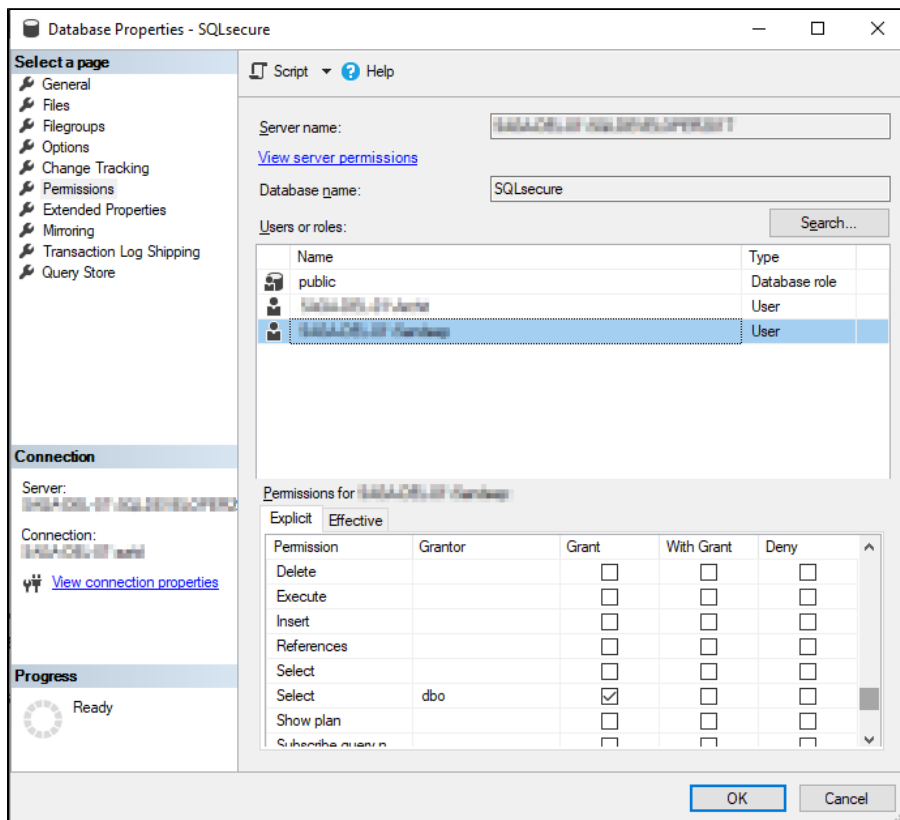 Database Properties - SQLsecure
Select a page
General
Files
Filegroups
Options
Change Tracking
Permissions
Extended Properties
Mirroring
Transaction Log Shipping
Query Store
Connection
Server:
Connection:
View connection properties
Progress
Ready
Script Help
Server name:
View server permissions
Database name: SQLsecure
Users or roles: Search...
Name Type
public Database role
User
User
Permissions for
Explicit Effective
Permission Grantor Grant With Grant Deny
Delete
Execute
Insert
References
Select
Select dbo
Show plan
Subscribe query n
OK Cancel